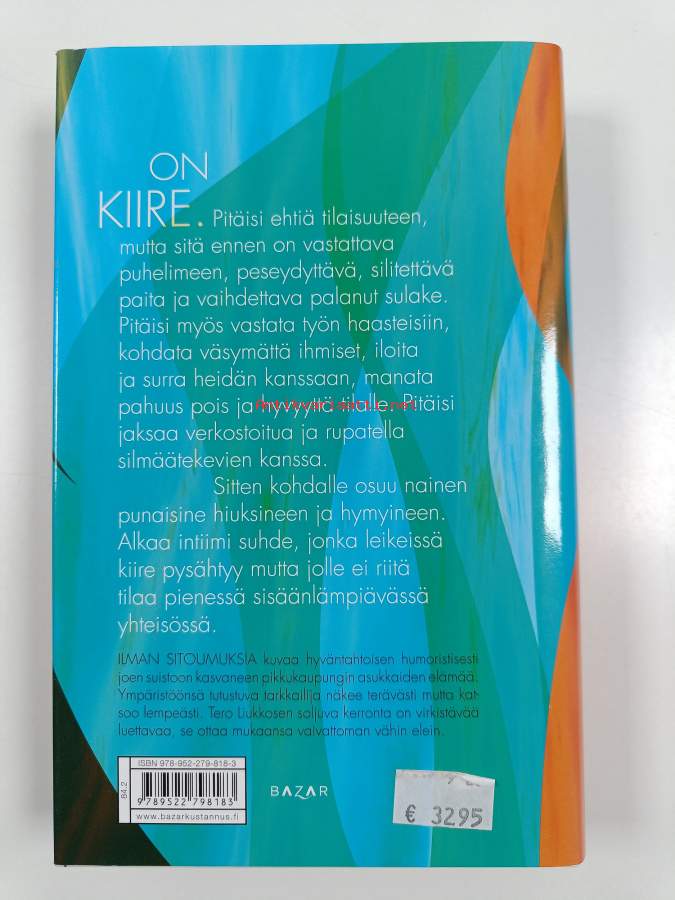 ON
KIIRE. Pitäisi ehtiä tilaisuuteen,
mutta sitä ennen on vastattava
puhelimeen, peseydyttävä, silitettävä
paita ja vaihdettava palanut sulake.
Pitäisi myös vastata työn haasteisiin,
kohdata väsymättä ihmiset, iloita
ja surra heidän kanssaan, manata
pahuus pois ja hyvyyttä tilalle. Pitäisi
Antikvariaatti.net
jaksaa verkostoitua ja rupatella
silmäätekevien kanssa.
Sitten kohdalle osuu nainen
punaisine hiuksineen ja hymyineen.
Alkaa intiimi suhde, jonka leikeissä
kiire pysähtyy mutta jolle ei riitä
tilaa pienessä sisäänlämpiävässä
yhteisössä.
ILMAN SITOUMUKSIA kuvaa hyväntahtoisen humoristisesti
joen suistoon kasvaneen pikkukaupungin asukkaiden elämää.
Ympäristöönsä tutustuva tarkkailija näkee terävästi mutta kat-
soo lempeästi. Tero Liukkosen soljuva kerronta on virkistävää
luettavaa, se ottaa mukaansa vaivattoman vähin elein.
ISBN 978-952-279-818-3
84.2
9 789522 798183
www.bazarkustannus.fi
BAZAR
€ 3295